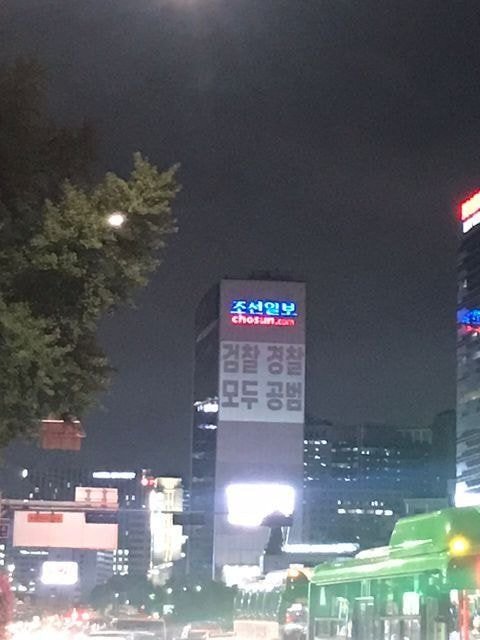 조선일보
chosun.com
검찰 경찰
모두 공범